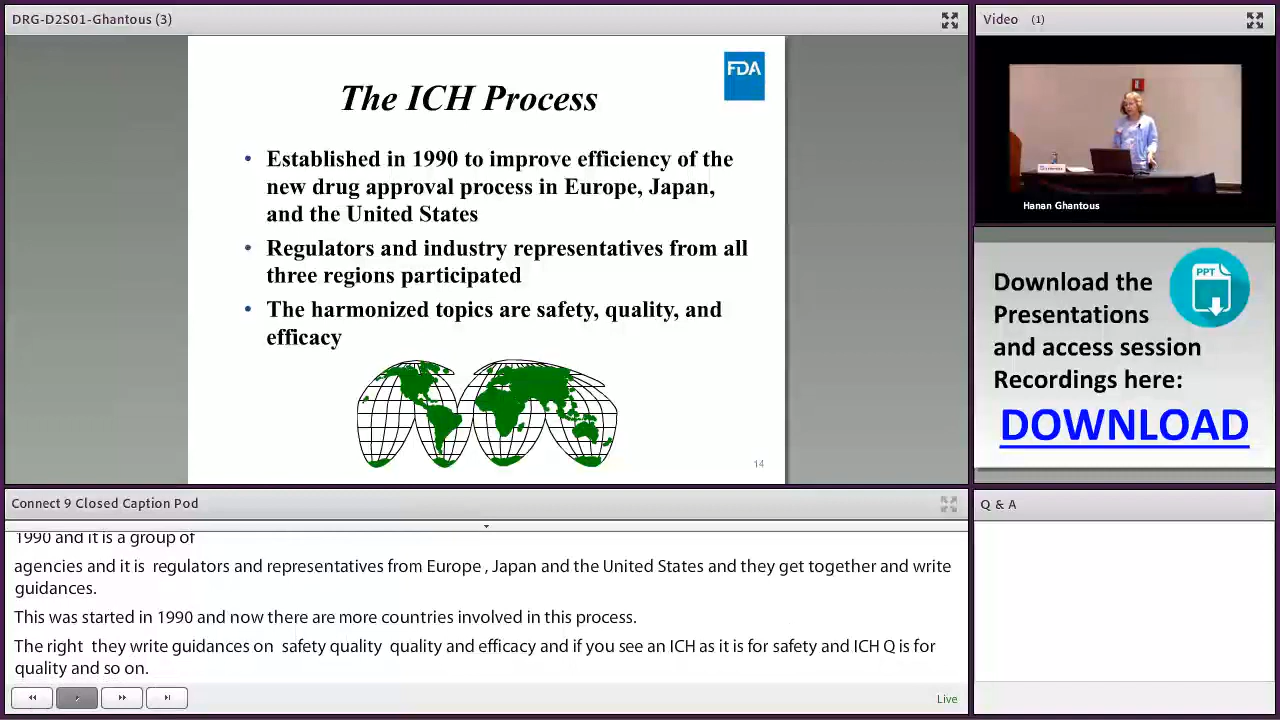 DRG-D2S01-Ghantous (3)
FDA
The ICH Process
• Established in 1990 to improve efficiency of the
new drug approval process in Europe, Japan,
and the United States
• Regulators and industry representatives from all
three regions participated
• The harmonized topics are safety, quality, and
efficacy
14
Video (1)
Hanan Ghantous
PPT
Download the
Presentations
and access session
Recordings here:
DOWNLOAD
Connect 9 Closed Caption Pod
1990 and it is a group of
agencies and it is regulators and representatives from Europe , Japan and the United States and they get together and write
guidances.
This was started in 1990 and now there are more countries involved in this process.
The right they write guidances on safety quality quality and efficacy and if you see an ICH as it is for safety and ICH Q is for
quality and so on.
Live
Q & A